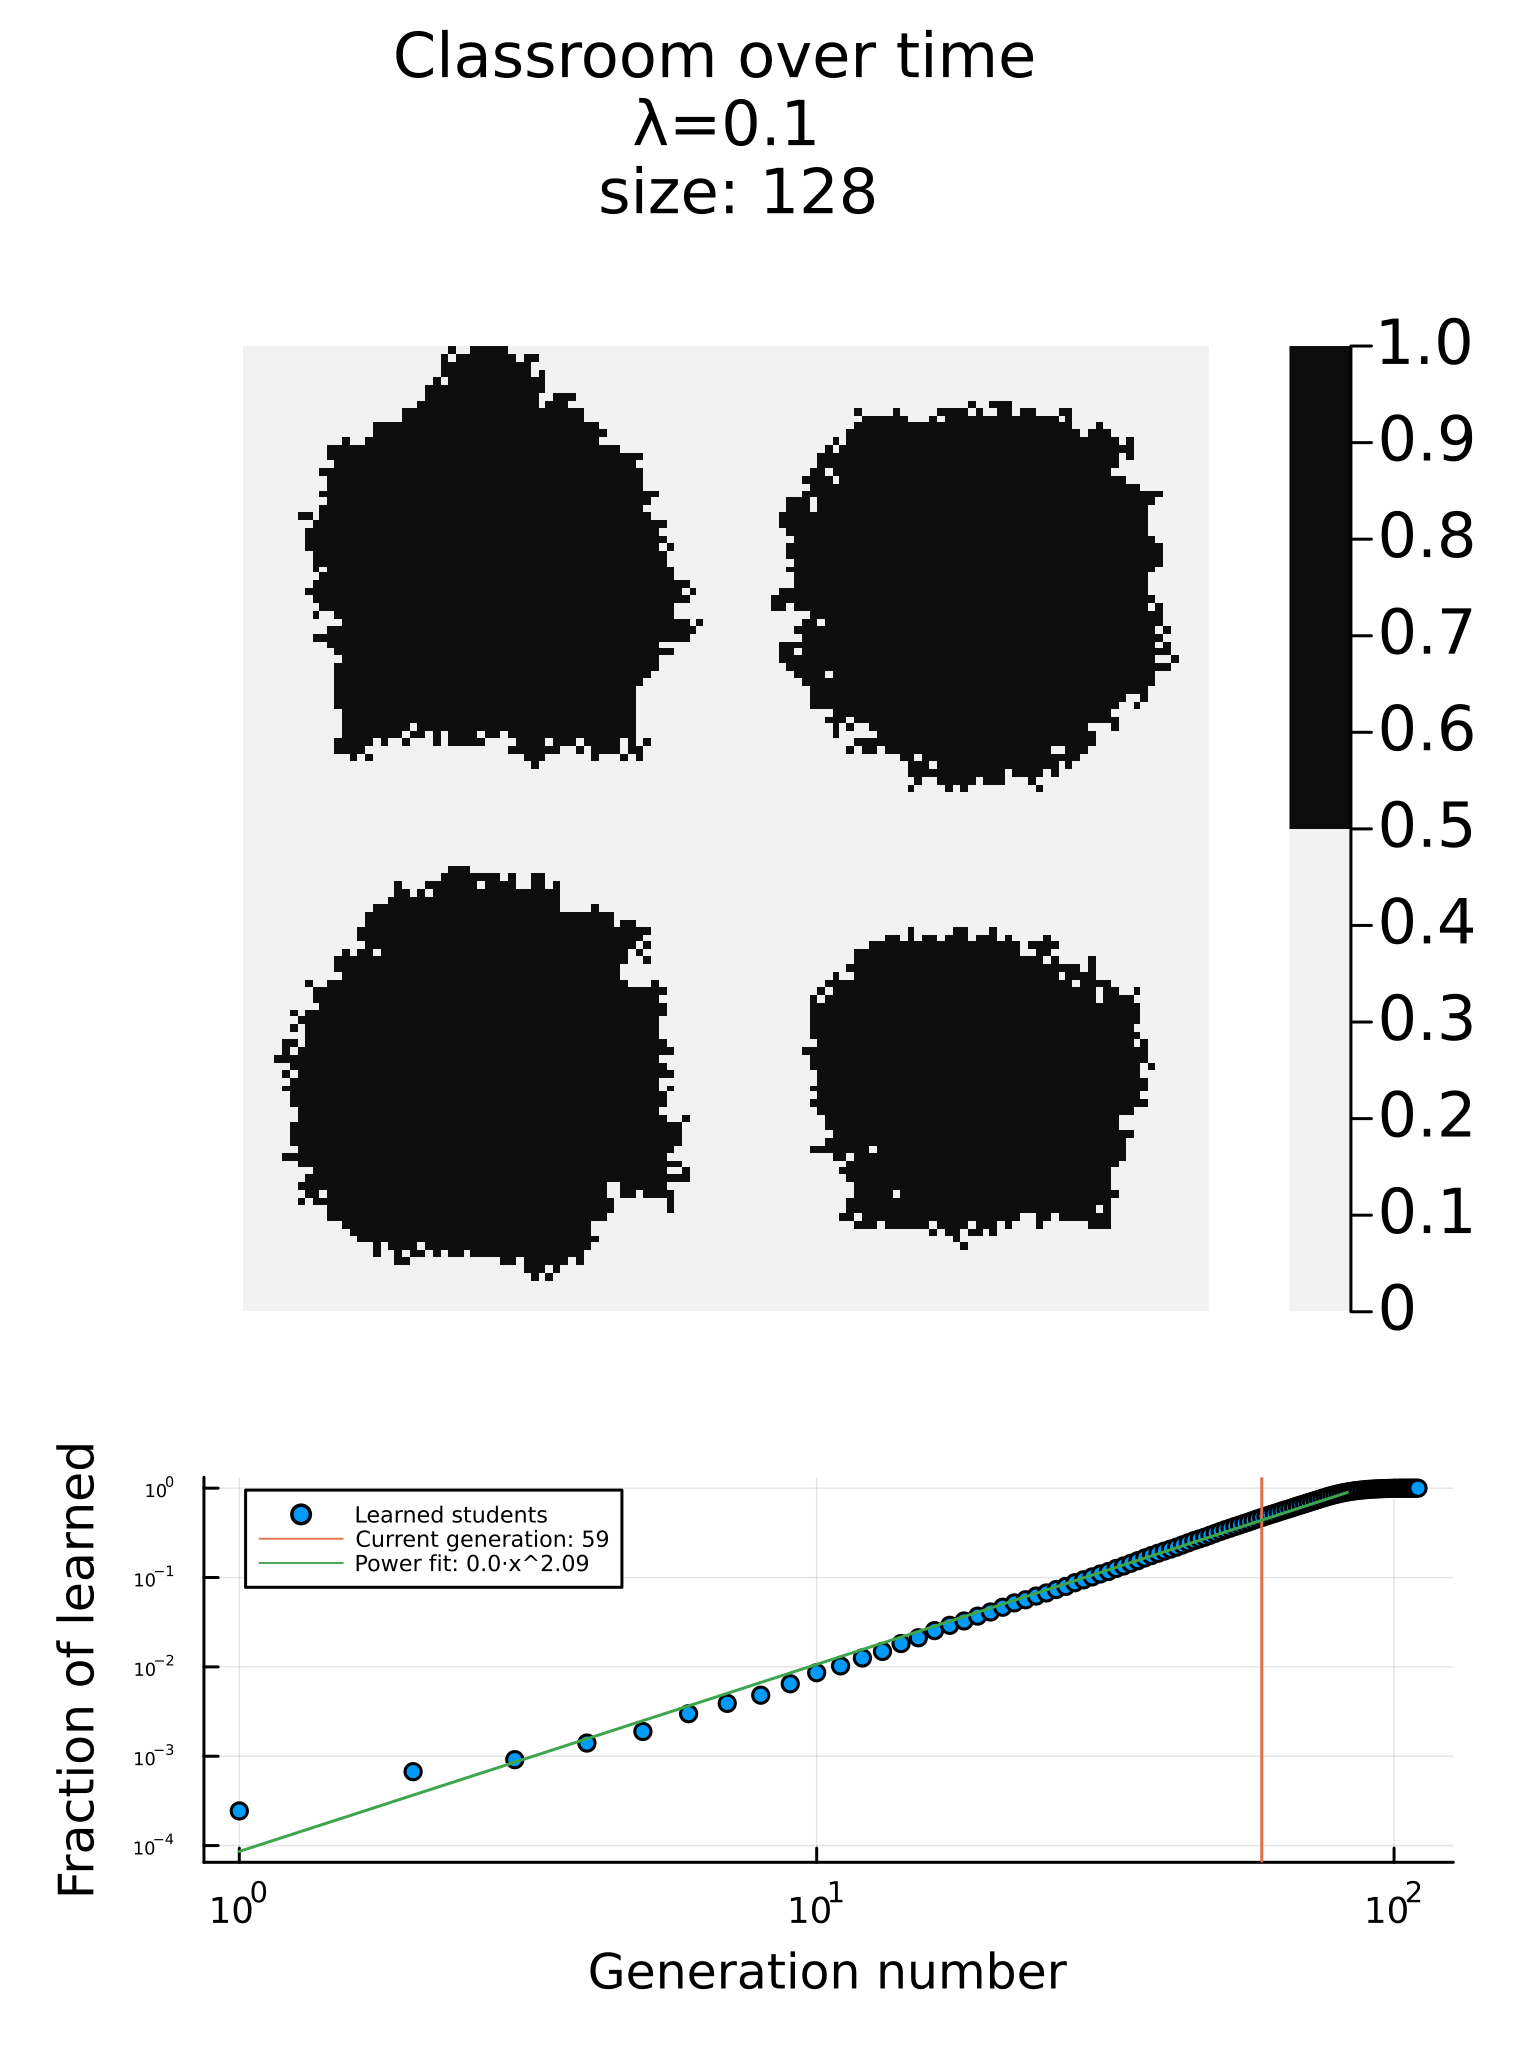 Classroom over time
λ=0.1
size: 128
1.0
0.9
0.8
0.7
0.6
0.5
0.4
0.3
0.2
0.1
0
Fraction of learned
10^0
10^-1
10^-2
10^-3
10^-4
Learned students
Current generation: 59
Power fit: 0.0·x^2.09
10^0 10^1 10^2
Generation number